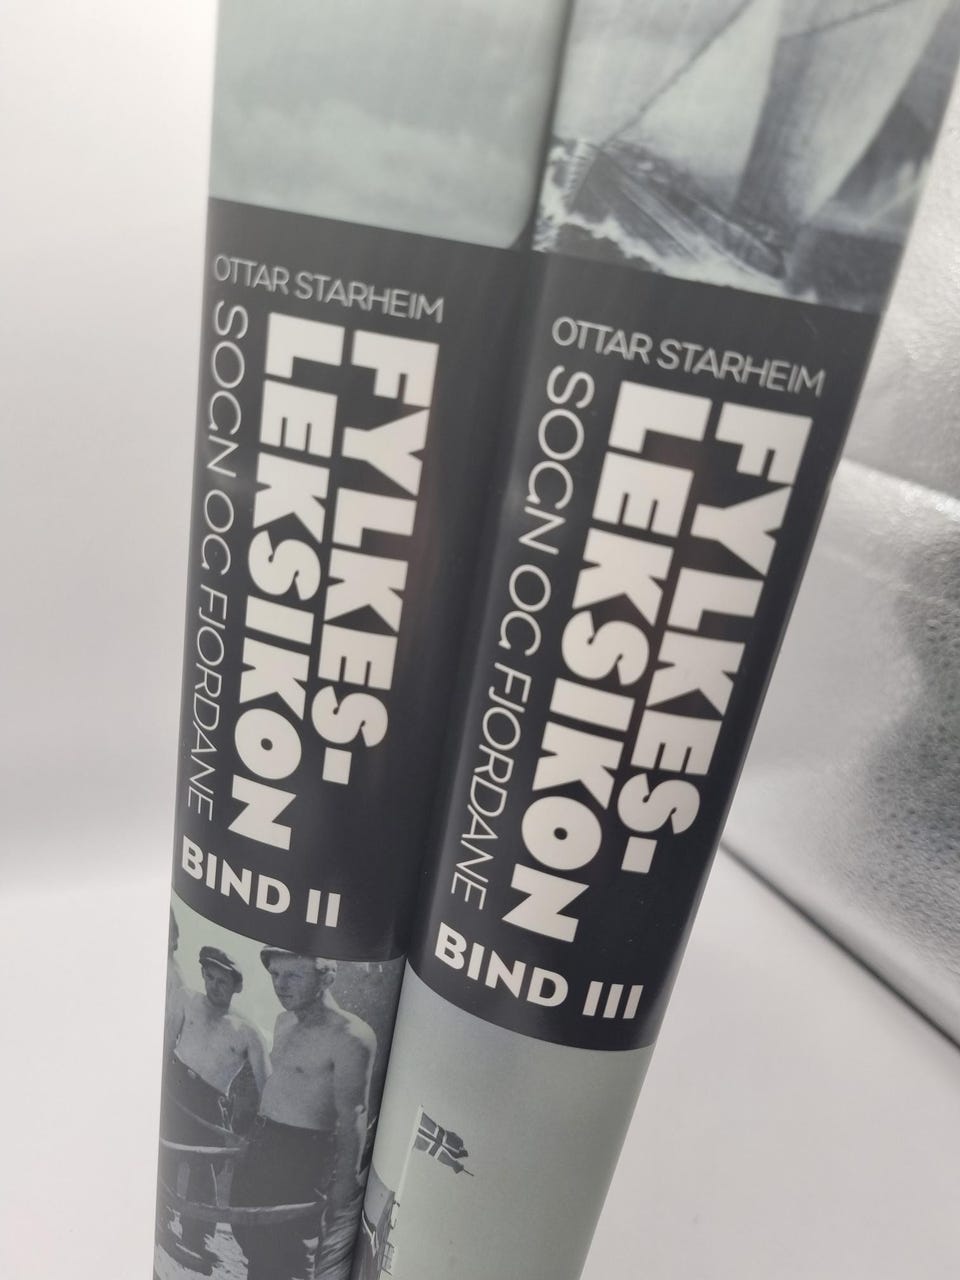 OTTAR STARHEIM
FYLKES-
LEKSIKON
SOGN OG FJORDANE
BIND II
OTTAR STARHEIM
FYLKES-
LEKSIKON
SOGN OG FJORDANE
BIND III